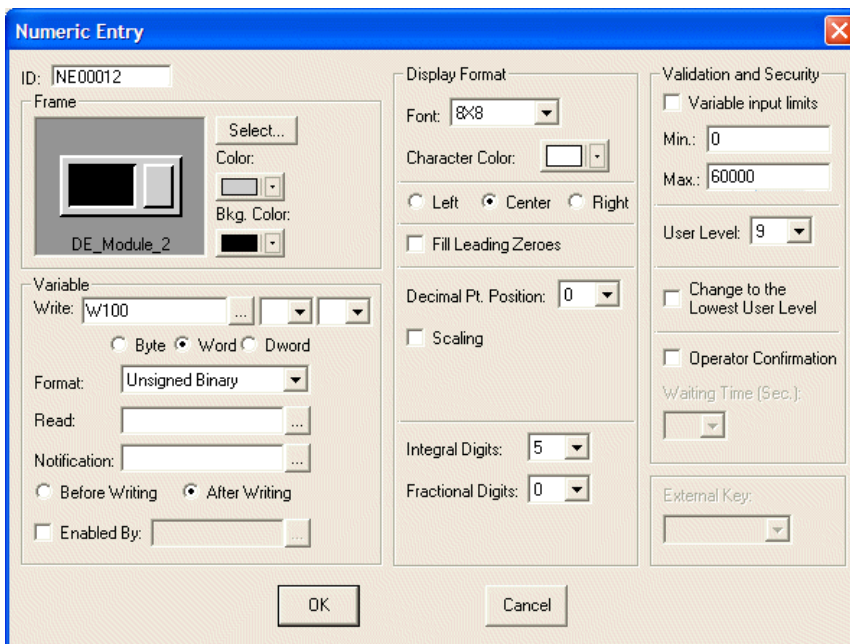 Numeric Entry
ID: NE00012
Frame
Select...
Color:
Bkg. Color:
DE_Module_2
Variable
Write: W100 ...
Byte Word Dword
Format: Unsigned Binary
Read: ...
Notification: ...
Before Writing After Writing
Enabled By: ...
Display Format
Font: 8X8
Character Color:
Left Center Right
Fill Leading Zeroes
Decimal Pt. Position: 0
Scaling
Integral Digits: 5
Fractional Digits: 0
Validation and Security
Variable input limits
Min.: 0
Max.: 60000
User Level: 9
Change to the
Lowest User Level
Operator Confirmation
Waiting Time (Sec.):
External Key:
OK Cancel